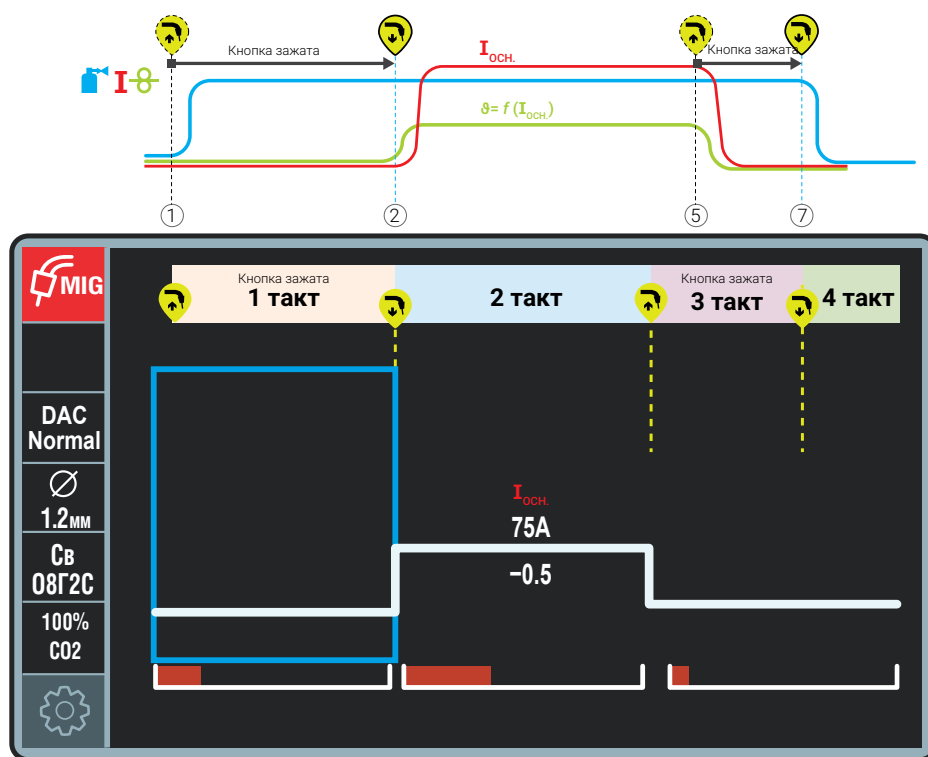 Кнопка зажата
Iосн.
Кнопка зажата
I
ϑ= f (Iосн.)
1
2
5
7
MIG
Кнопка зажата
1 такт
2 такт
Кнопка зажата
3 такт
4 такт
DAC
Normal
1.2мм
Св
08Г2С
100%
CO2
Iосн.
75A
−0.5